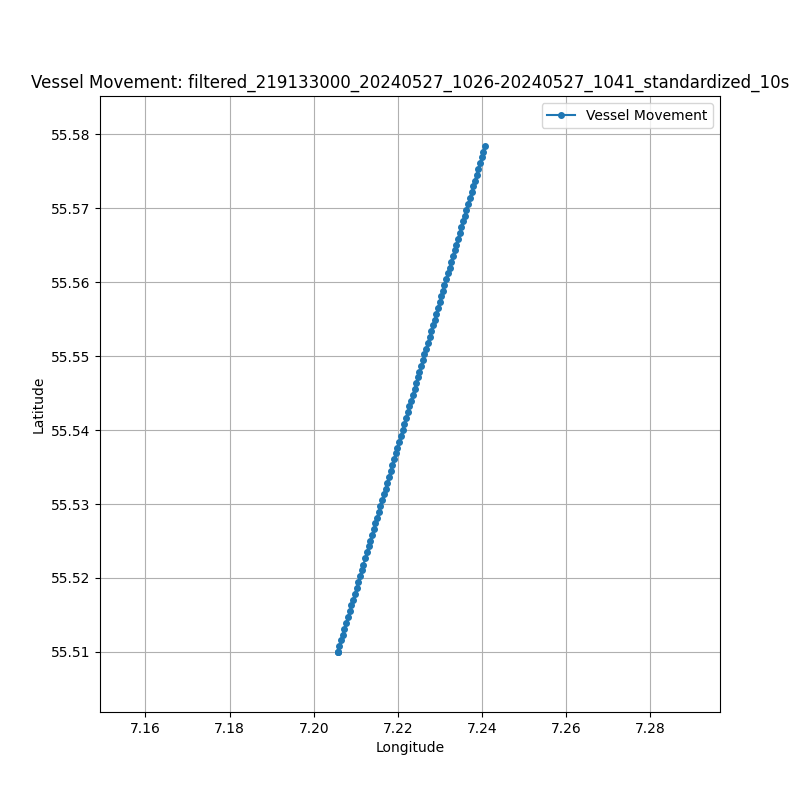 Vessel Movement: filtered_219133000_20240527_1026-20240527_1041_standardized_10s
Vessel Movement
55.58
55.57
55.56
55.55
55.54
55.53
55.52
55.51
Latitude
7.16 7.18 7.20 7.22 7.24 7.26 7.28
Longitude